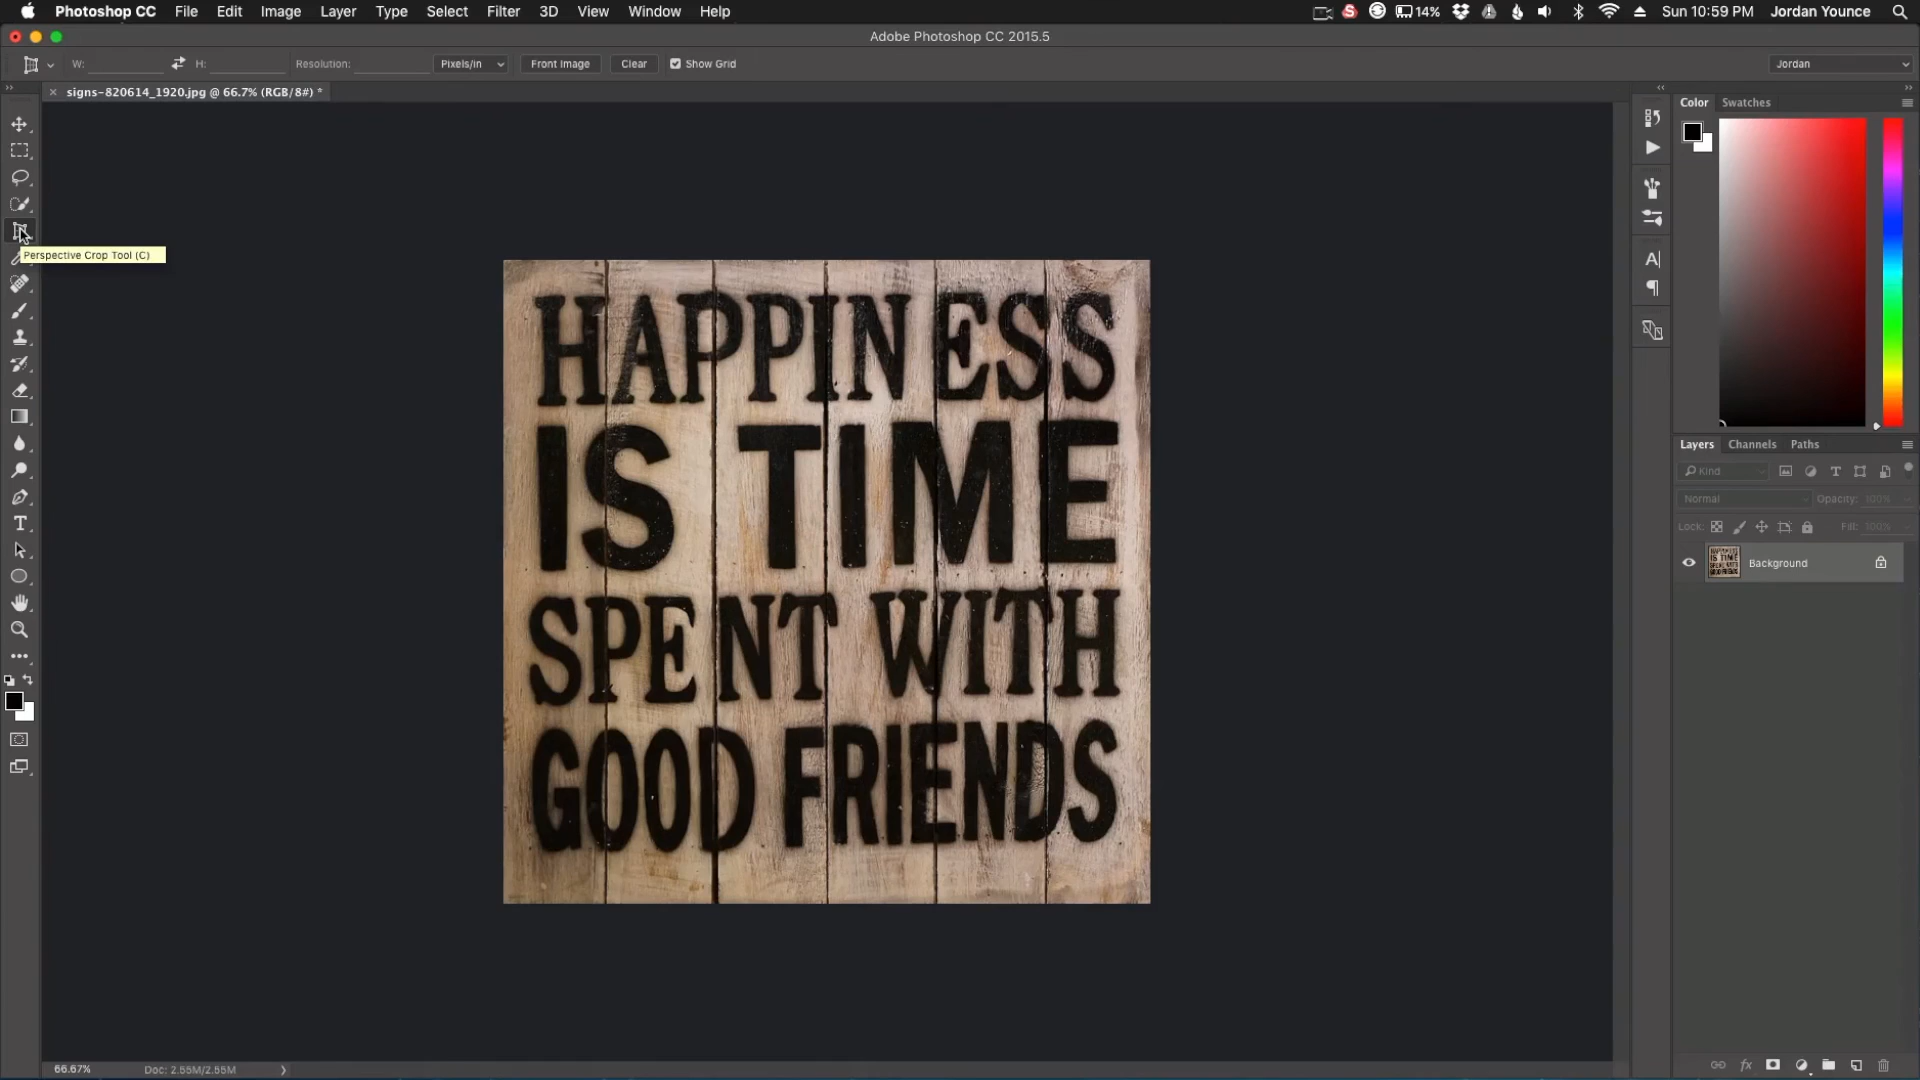 Photoshop CC File Edit Image Layer Type Select Filter 3D View Window Help 14% Sun 10:59 PM Jordan Younce
Adobe Photoshop CC 2015.5
W: H: Resolution: Pixels/in Front Image Clear Show Grid Jordan
signs-820614_1920.jpg @ 66.7% (RGB/8#) *
Color Swatches
Perspective Crop Tool (C)
HAPPINESS
IS TIME
SPENT WITH
GOOD FRIENDS
Layers Channels Paths
Kind
Normal Opacity: 100%
Lock: Fill: 100%
Background
66.67% Doc: 2.55M/2.55M